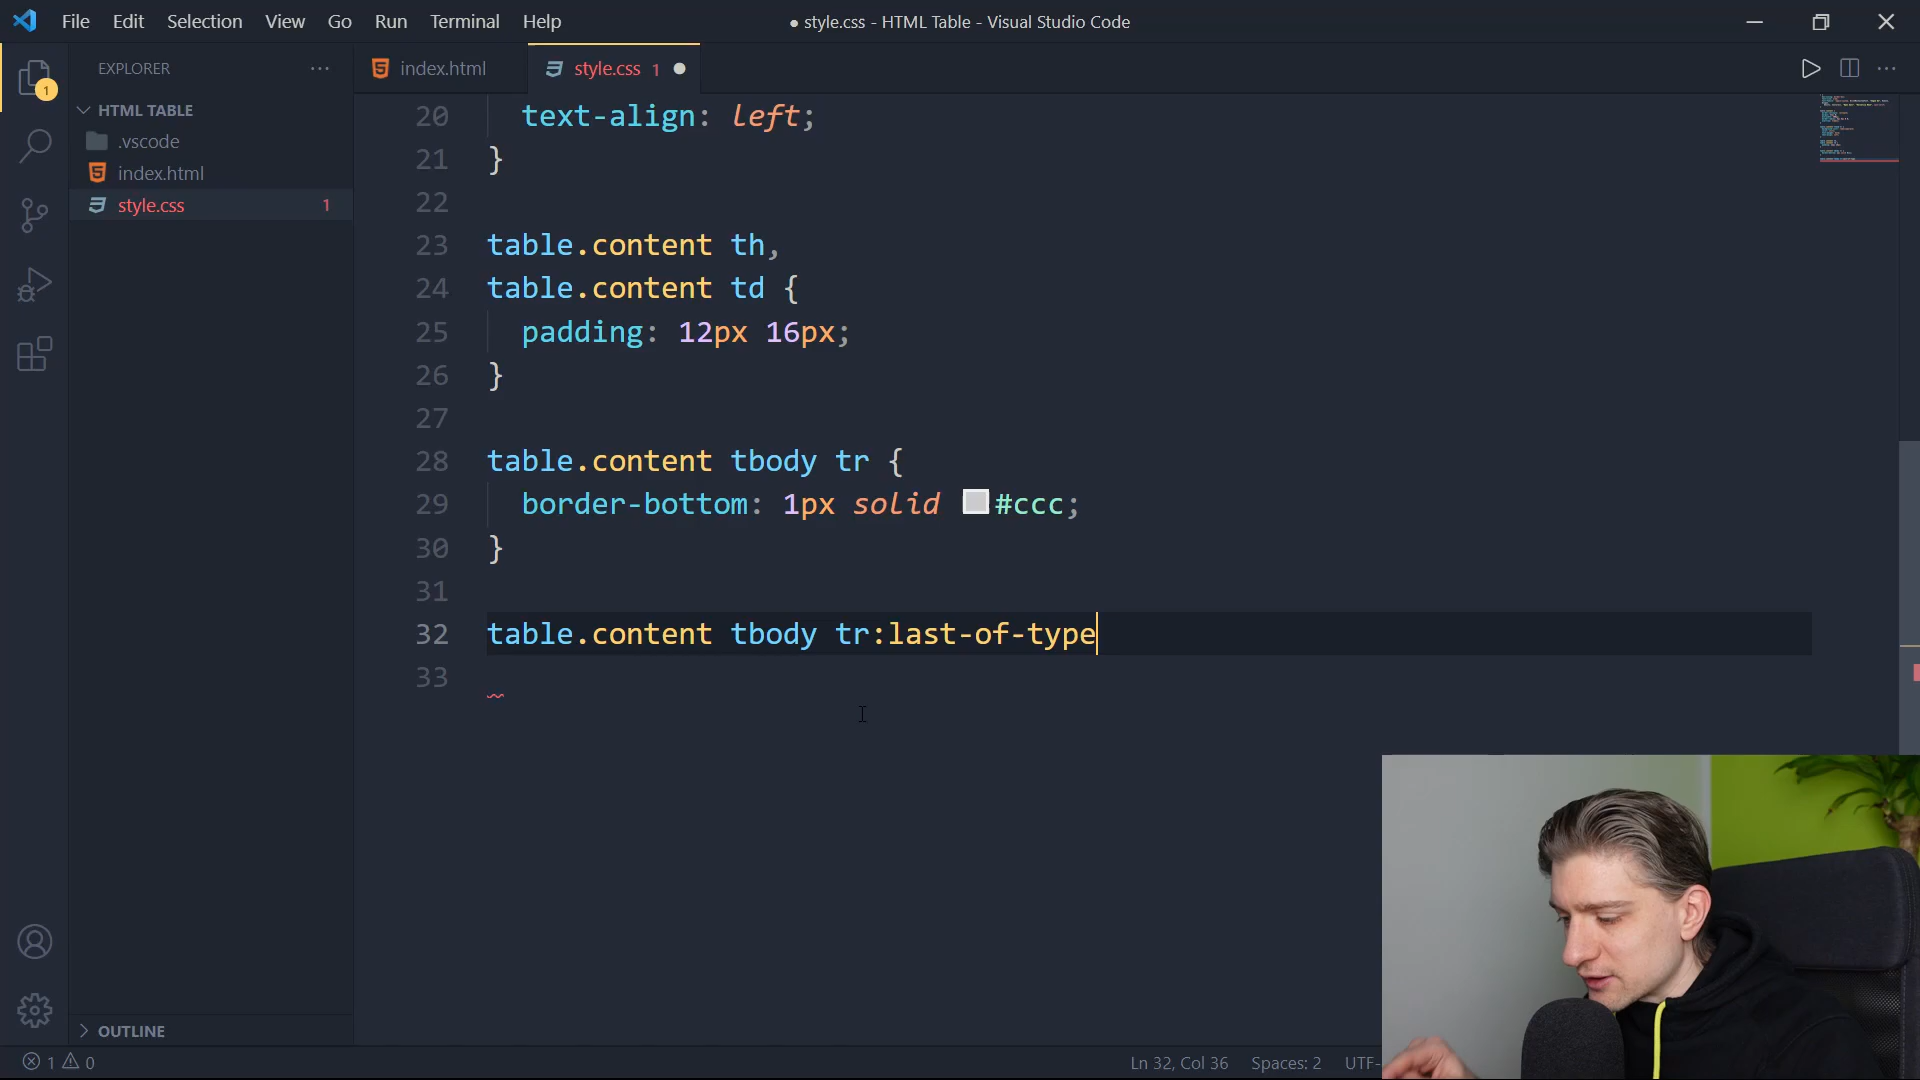 File Edit Selection View Go Run Terminal Help
● style.css - HTML Table - Visual Studio Code
EXPLORER
index.html
style.css 1
1
HTML TABLE
.vscode
index.html
style.css 1
20 text-align: left;
21 }
22
23 table.content th,
24 table.content td {
25 padding: 12px 16px;
26 }
27
28 table.content tbody tr {
29 border-bottom: 1px solid #ccc;
30 }
31
32 table.content tbody tr:last-of-type
33
OUTLINE
1 0
Ln 32, Col 36 Spaces: 2 UTF-